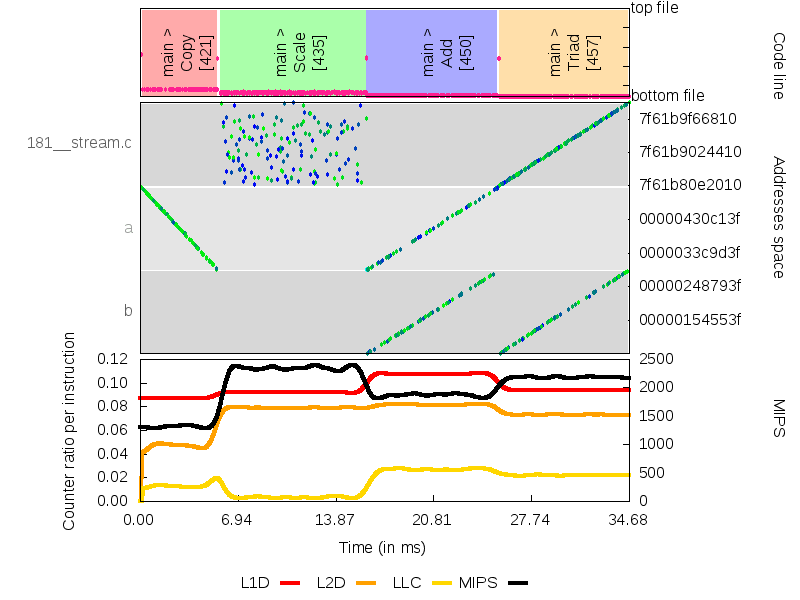 top file
main >
Copy
[421]
main >
Scale
[435]
main >
Add
[450]
main >
Triad
[457]
Code line
bottom file
181__stream.c
a
b
7f61b9f66810
7f61b9024410
7f61b80e2010
00000430c13f
0000033c9d3f
00000248793f
00000154553f
Addresses space
Counter ratio per instruction
0.12
0.10
0.08
0.06
0.04
0.02
0.00
2500
2000
1500
1000
500
0
MIPS
0.00 6.94 13.87 20.81 27.74 34.68
Time (in ms)
L1D L2D LLC MIPS